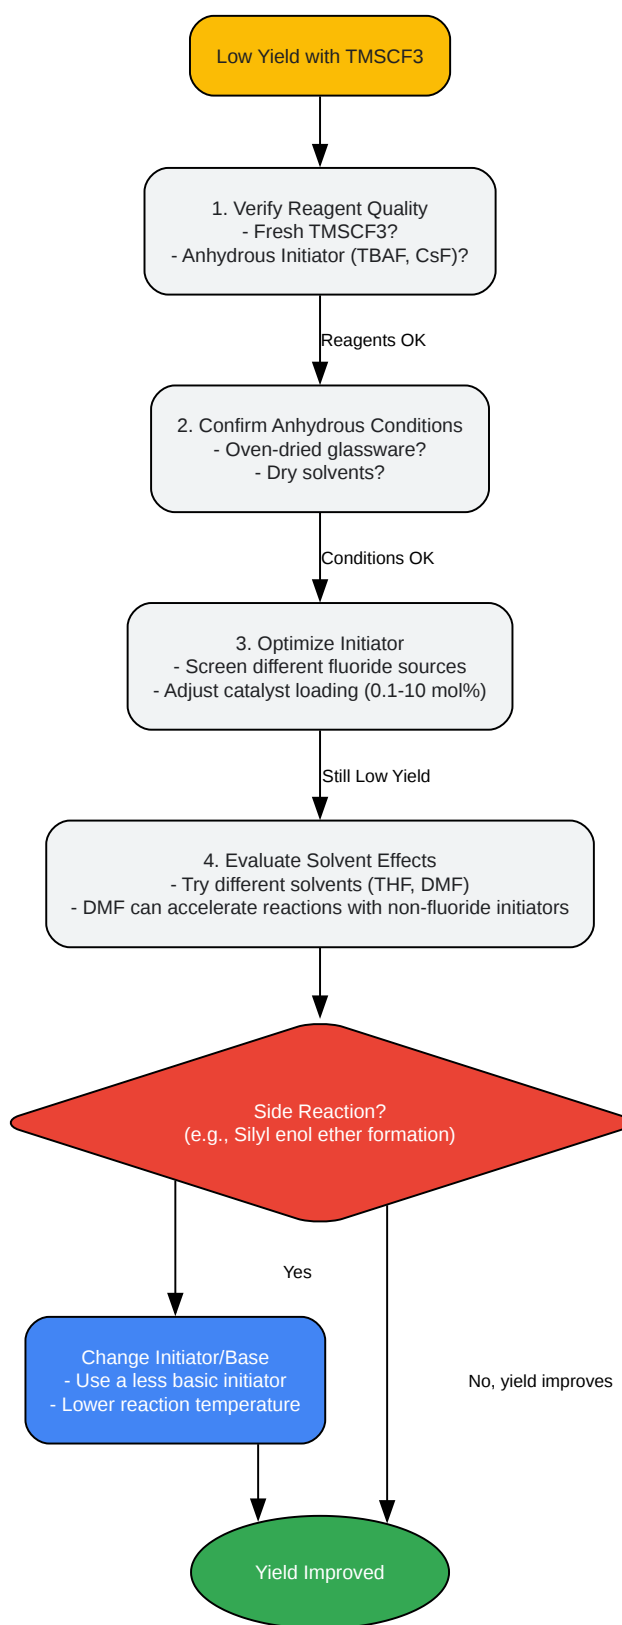 Low Yield with TMSCF3
1. Verify Reagent Quality
- Fresh TMSCF3?
- Anhydrous Initiator (TBAF, CsF)?
Reagents OK
2. Confirm Anhydrous Conditions
- Oven-dried glassware?
- Dry solvents?
Conditions OK
3. Optimize Initiator
- Screen different fluoride sources
- Adjust catalyst loading (0.1-10 mol%)
Still Low Yield
4. Evaluate Solvent Effects
- Try different solvents (THF, DMF)
- DMF can accelerate reactions with non-fluoride initiators
Side Reaction?
(e.g., Silyl enol ether formation)
Yes
Change Initiator/Base
- Use a less basic initiator
- Lower reaction temperature
No, yield improves
Yield Improved